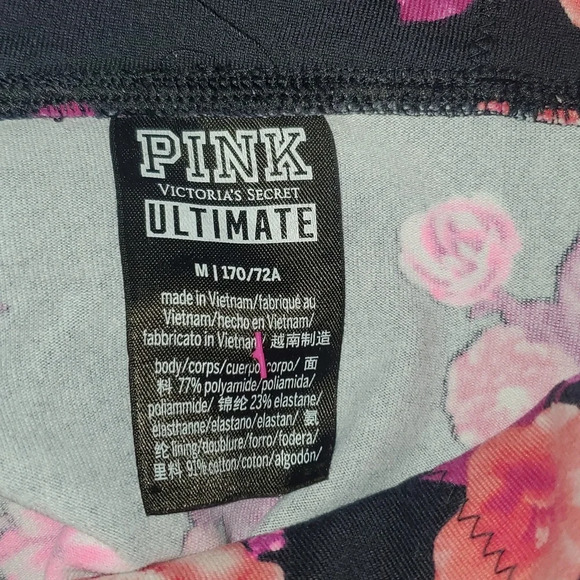 PINK
VICTORIA'S SECRET
ULTIMATE
M | 170/72A
made in Vietnam/fabriqué au
Vietnam/hecho en Vietnam/
fabbricato in Vietnam/ 越南制造
body/corps/cuerpo/corpo/ 面
料 77% polyamide/poliamida/
poliammide/ 锦纶 23% elastane/
elasthanne/elastano/elastan/ 氨
纶 lining/doublure/forro/fodera/
里料 91% cotton/coton/algodón/